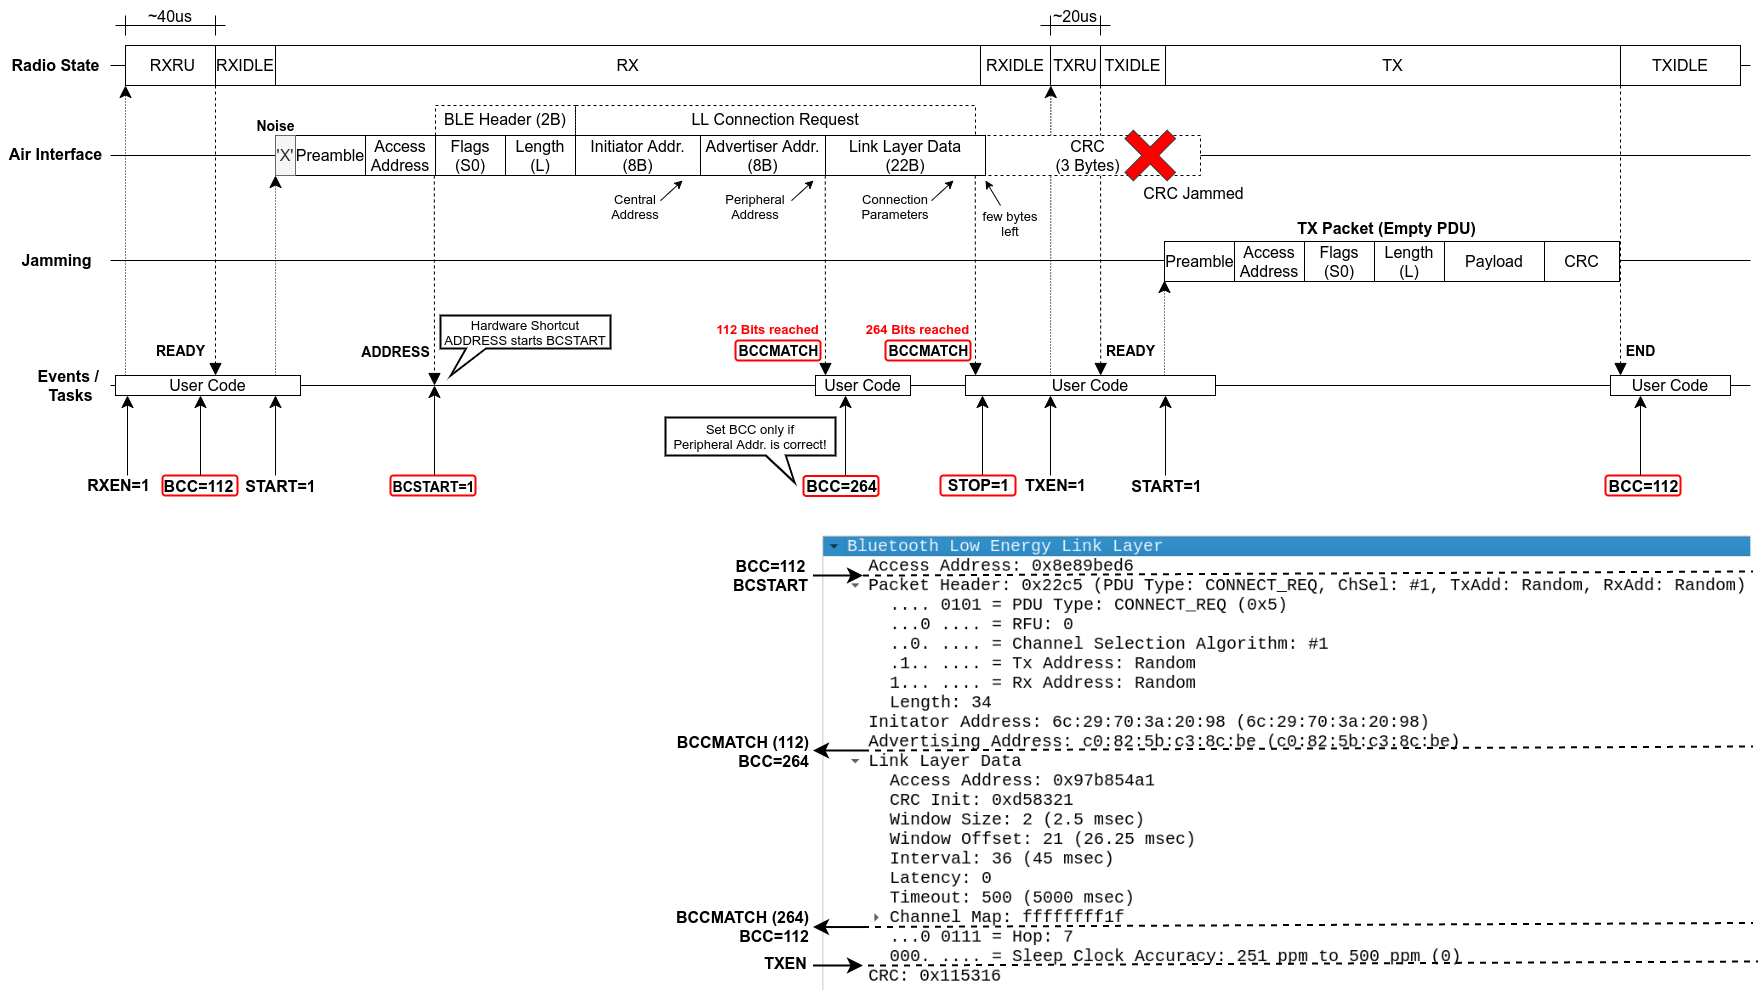 ~40us
~20us
Radio State
RXRU
RXIDLE
RX
RXIDLE
TXRU
TXIDLE
TX
TXIDLE
Noise
BLE Header (2B)
LL Connection Request
Air Interface
'X'
Preamble
Access
Address
Flags
(S0)
Length
(L)
Initiator Addr.
(8B)
Advertiser Addr.
(8B)
Link Layer Data
(22B)
CRC
(3 Bytes)
CRC Jammed
Central
Address
Peripheral
Address
Connection
Parameters
few bytes
left
TX Packet (Empty PDU)
Jamming
Preamble
Access
Address
Flags
(S0)
Length
(L)
Payload
CRC
Hardware Shortcut
ADDRESS starts BCSTART
112 Bits reached
264 Bits reached
READY
ADDRESS
BCCMATCH
BCCMATCH
READY
END
Events /
Tasks
User Code
User Code
User Code
User Code
Set BCC only if
Peripheral Addr. is correct!
RXEN=1
BCC=112
START=1
BCSTART=1
BCC=264
STOP=1
TXEN=1
START=1
BCC=112
Bluetooth Low Energy Link Layer
BCC=112
BCSTART
Access Address: 0x8e89bed6
Packet Header: 0x22c5 (PDU Type: CONNECT_REQ, ChSel: #1, TxAdd: Random, RxAdd: Random)
.... 0101 = PDU Type: CONNECT_REQ (0x5)
...0 .... = RFU: 0
..0. .... = Channel Selection Algorithm: #1
.1.. .... = Tx Address: Random
1... .... = Rx Address: Random
Length: 34
Initator Address: 6c:29:70:3a:20:98 (6c:29:70:3a:20:98)
BCCMATCH (112)
BCC=264
Advertising Address: c0:82:5b:c3:8c:be (c0:82:5b:c3:8c:be)
Link Layer Data
Access Address: 0x97b854a1
CRC Init: 0xd58321
Window Size: 2 (2.5 msec)
Window Offset: 21 (26.25 msec)
Interval: 36 (45 msec)
Latency: 0
Timeout: 500 (5000 msec)
BCCMATCH (264)
BCC=112
Channel Map: ffffffff1f
...0 0111 = Hop: 7
TXEN
000. .... = Sleep Clock Accuracy: 251 ppm to 500 ppm (0)
CRC: 0x115316